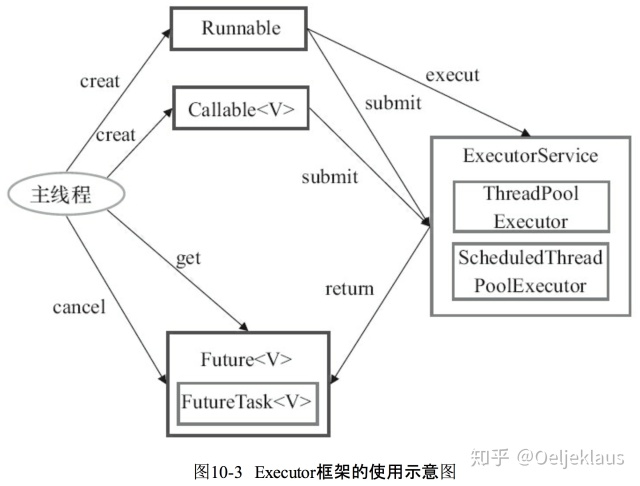 Runnable
creat
execut
submit
Callable<V>
creat
ExecutorService
submit
主线程
ThreadPool
Executor
get
ScheduledThread
PoolExecutor
return
cancel
Future<V>
FutureTask<V>
知乎 @Oeljeklaus
图10-3 Executor框架的使用示意图